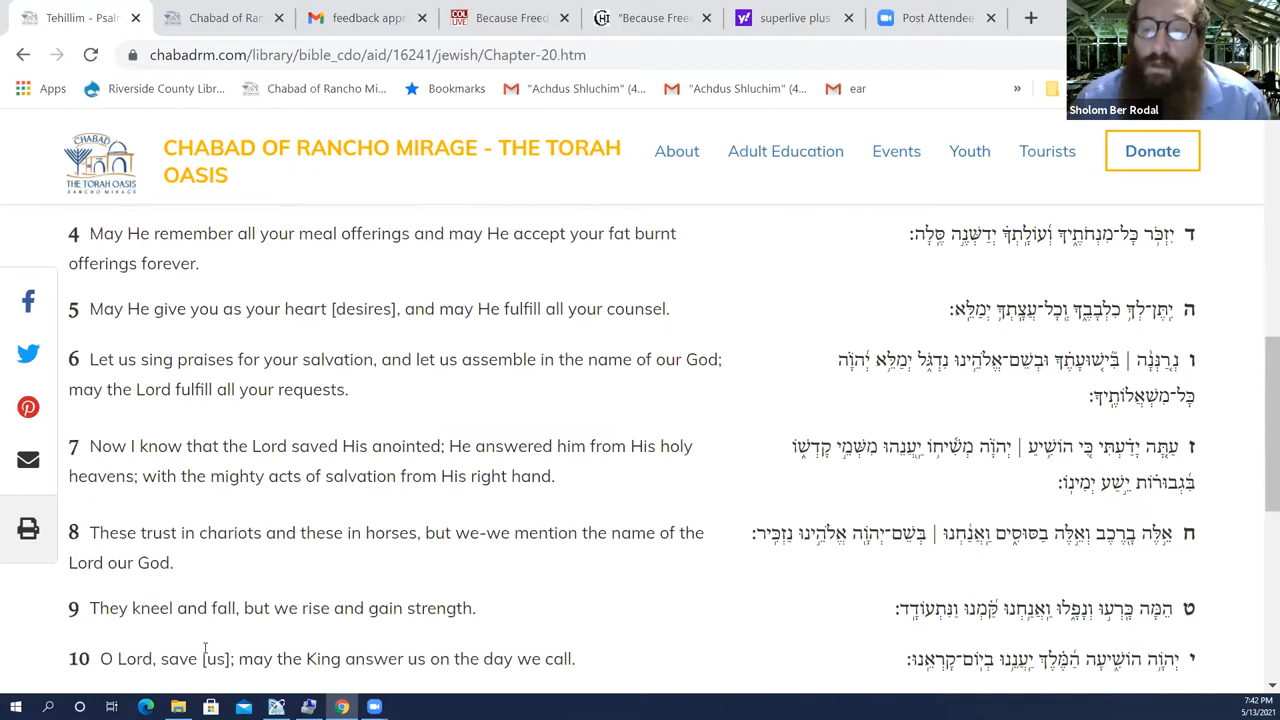 Tehillim - Psalr
Chabad of Ran
feedback appr
Because Freed
"Because Free
superlive plus
Post Attendee
chabadrm.com/library/bible_cdo/aid/16241/jewish/Chapter-20.htm
Apps
Riverside County Libr...
Chabad of Rancho Mi...
Bookmarks
"Achdus Shluchim" (4...
"Achdus Shluchim" (4...
ear
»
Sholom Ber Rodal
CHABAD
THE TORAH OASIS
RANCHO MIRAGE
CHABAD OF RANCHO MIRAGE - THE TORAH
OASIS
About
Adult Education
Events
Youth
Tourists
Donate
4 May He remember all your meal offerings and may He accept your fat burnt
offerings forever.
ד יִזְכֹּ֥ר כָּל־מִנְחֹתֶ֑יךָ וְעוֹלָֽתְךָ֖ יְדַשְּׁנֶ֣ה סֶּֽלָה:
5 May He give you as your heart [desires], and may He fulfill all your counsel.
ה יִֽתֶּן־לְךָ֥ כִלְבָבֶ֑ךָ וְֽכָל־עֲצָֽתְךָ֥ יְמַלֵּֽא:
6 Let us sing praises for your salvation, and let us assemble in the name of our God;
may the Lord fulfill all your requests.
ו נְרַנְּנָ֚ה | בִּ֘ישׁ֚וּעָתֶ֗ךָ וּבְשֵׁם־אֱלֹהֵ֥ינוּ נִדְגֹּ֑ל יְמַלֵּ֥א יְ֜הֹוָ֗ה
כָּל־מִשְׁאֲלוֹתֶֽיךָ:
7 Now I know that the Lord saved His anointed; He answered him from His holy
heavens; with the mighty acts of salvation from His right hand.
ז עַתָּ֚ה יָדַ֗עְתִּי כִּ֚י הוֹשִׁ֥יעַ | יְהֹוָ֗ה מְשִׁ֫יח֥וֹ יַ֖עֲנֵהוּ מִשְּׁמֵ֣י קָדְשׁ֑וֹ
בִּ֜גְבוּר֗וֹת יֵ֣שַׁע יְמִינֽוֹ:
8 These trust in chariots and these in horses, but we-we mention the name of the
Lord our God.
ח אֵ֣לֶּה בָ֖רֶכֶב וְאֵ֣לֶּה בַסּוּסִ֑ים וַֽאֲנַ֓חְנוּ | בְּשֵׁם־יְהֹוָ֖ה אֱלֹהֵ֣ינוּ נַזְכִּֽיר:
9 They kneel and fall, but we rise and gain strength.
ט הֵ֣מָּה כָּֽרְע֣וּ וְנָפָ֑לוּ וַֽאֲנַ֥חְנוּ קַּ֜֗מְנוּ וַנִּתְעוֹדָֽד:
10 O Lord, save [us]; may the King answer us on the day we call.
י יְהֹוָ֥ה הוֹשִׁ֑יעָה הַ֜מֶּ֗לֶךְ יַֽעֲנֵ֥נוּ בְיֽוֹם־קָרְאֵֽנוּ:
7:42 PM
5/13/2021